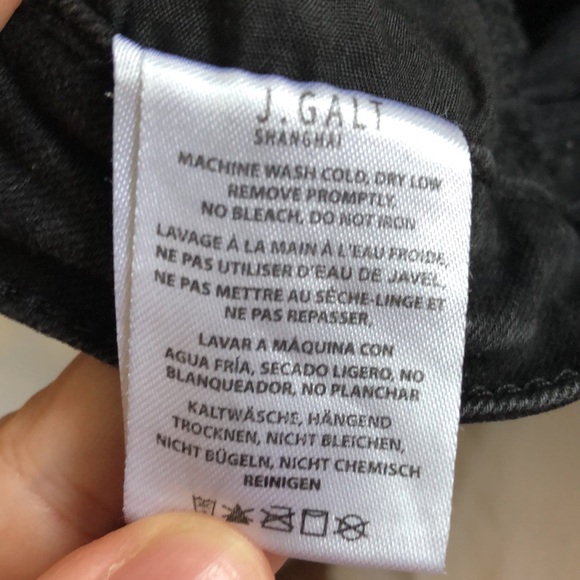 J. GALT
SHANGHAI
MACHINE WASH COLD, DRY LOW
REMOVE PROMPTLY,
NO BLEACH, DO NOT IRON
LAVAGE À LA MAIN À L'EAU FROIDE,
NE PAS UTILISER D'EAU DE JAVEL,
NE PAS METTRE AU SÉCHE-LINGE ET
NE PAS REPASSER,
LAVAR A MÁQUINA CON
AGUA FRÍA, SECADO LIGERO, NO
BLANQUEADOR, NO PLANCHAR
KALTWÄSCHE, HÄNGEND
TROCKNEN, NICHT BLEICHEN,
NICHT BÜGELN, NICHT CHEMISCH
REINIGEN